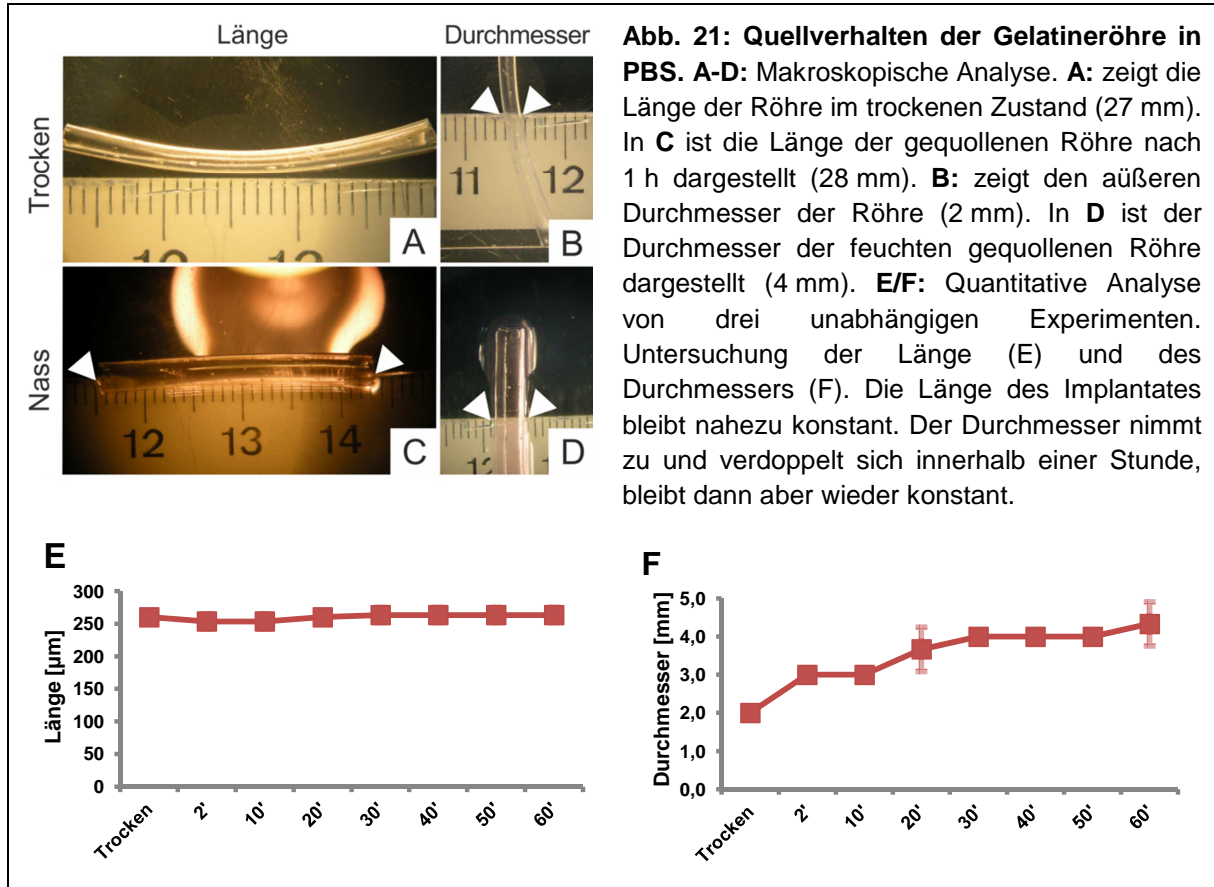 Länge
Durchmesser
Trocken
Nass
10
12
A
11
12
B
12
13
14
C
D
Abb. 21: Quellverhalten der Gelatineröhre in
PBS. A-D: Makroskopische Analyse. A: zeigt die
Länge der Röhre im trockenen Zustand (27 mm).
In C ist die Länge der gequollenen Röhre nach
1 h dargestellt (28 mm). B: zeigt den aüßeren
Durchmesser der Röhre (2 mm). In D ist der
Durchmesser der feuchten gequollenen Röhre
dargestellt (4 mm). E/F: Quantitative Analyse
von drei unabhängigen Experimenten.
Untersuchung der Länge (E) und des
Durchmessers (F). Die Länge des Implantates
bleibt nahezu konstant. Der Durchmesser nimmt
zu und verdoppelt sich innerhalb einer Stunde,
bleibt dann aber wieder konstant.
E
Länge [µm]
300
250
200
150
100
50
0
Trocken 2' 10' 20' 30' 40' 50' 60'
F
Durchmesser [mm]
5,0
4,0
3,0
2,0
1,0
0,0
Trocken 2' 10' 20' 30' 40' 50' 60'